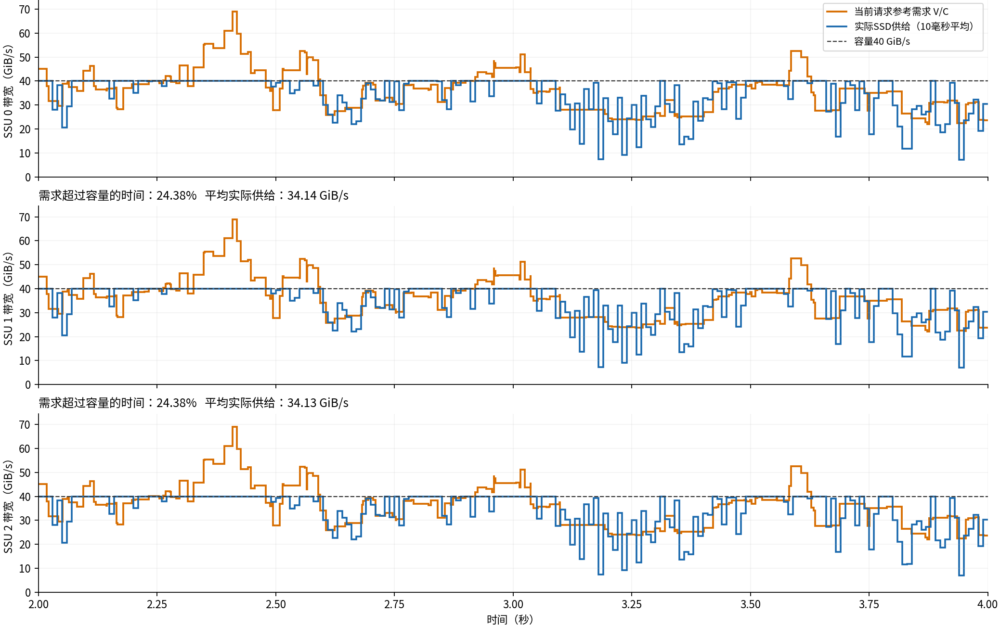 70
60
50
40
30
20
10
0
SSU 0 带宽（GiB/s）
当前请求参考需求 V/C
实际SSD供给（10毫秒平均）
容量40 GiB/s
需求超过容量的时间：24.38% 平均实际供给：34.14 GiB/s
70
60
50
40
30
20
10
0
SSU 1 带宽（GiB/s）
需求超过容量的时间：24.38% 平均实际供给：34.13 GiB/s
70
60
50
40
30
20
10
0
SSU 2 带宽（GiB/s）
2.00 2.25 2.50 2.75 3.00 3.25 3.50 3.75 4.00
时间（秒）